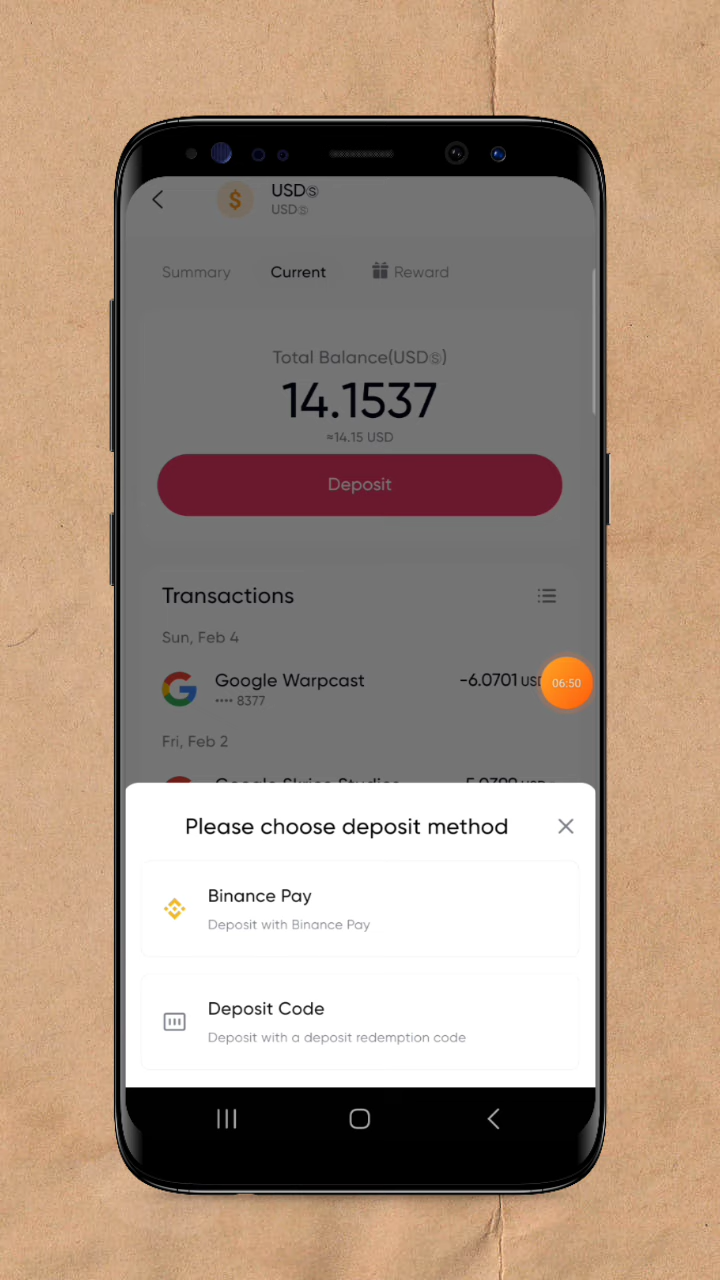 USDⓈ
USDⓈ
Summary Current Reward
Total Balance(USDⓈ)
14.1537
≈14.15 USD
Deposit
Transactions
Sun, Feb 4
Google Warpcast -6.0701
•••• 8377
06:50
Fri, Feb 2
Please choose deposit method
Binance Pay
Deposit with Binance Pay
Deposit Code
Deposit with a deposit redemption code